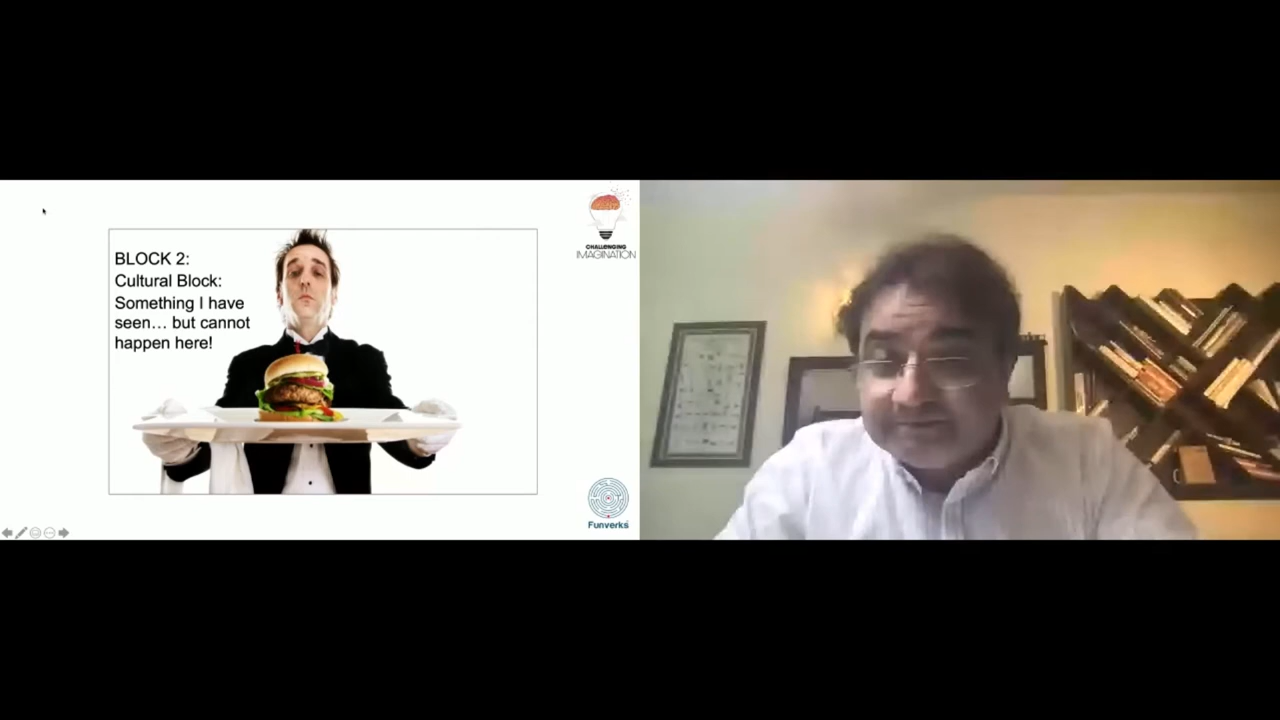 BLOCK 2:
Cultural Block:
Something I have
seen... but cannot
happen here!
CHALLENGING
IMAGINATION
Funverks